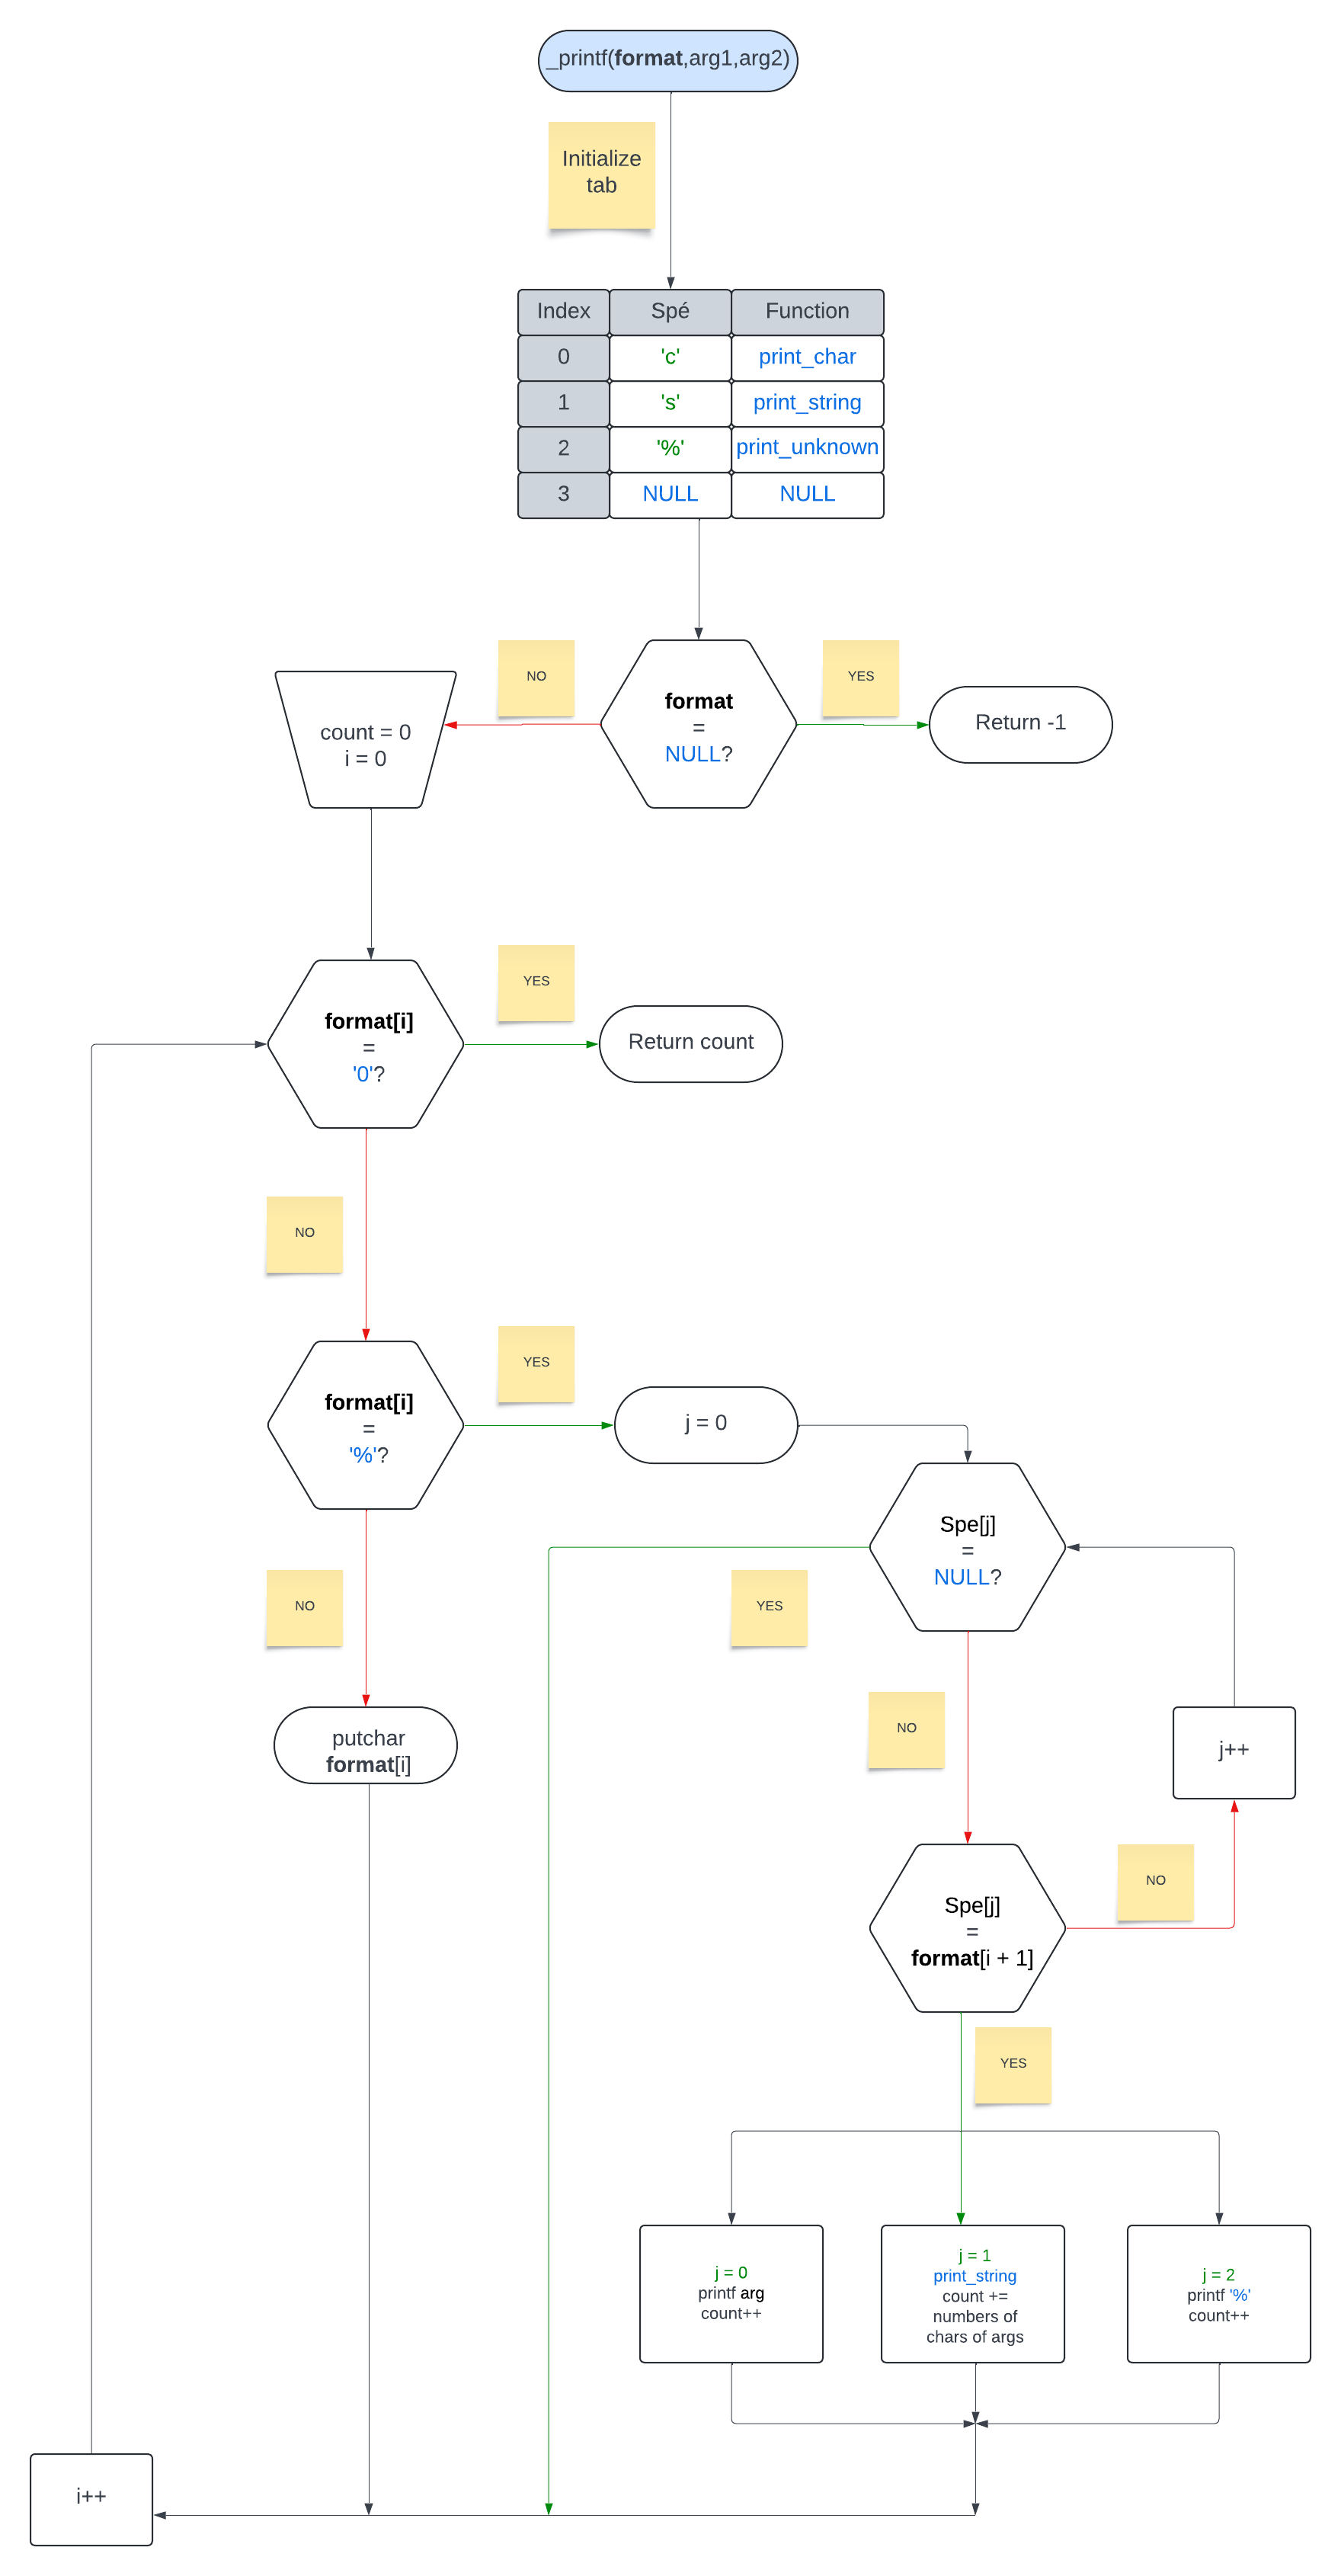 _printf(format,arg1,arg2)
Initialize
tab
Index Spé Function
0 'c' print_char
1 's' print_string
2 '%' print_unknown
3 NULL NULL
NO
YES
format
=
NULL?
Return -1
count = 0
i = 0
YES
format[i]
=
'0'?
Return count
NO
YES
format[i]
=
'%'?
j = 0
Spe[j]
=
NULL?
NO
YES
NO
putchar
format[i]
j++
NO
Spe[j]
=
format[i + 1]
YES
j = 0
printf arg
count++
j = 1
print_string
count +=
numbers of
chars of args
j = 2
printf '%'
count++
i++